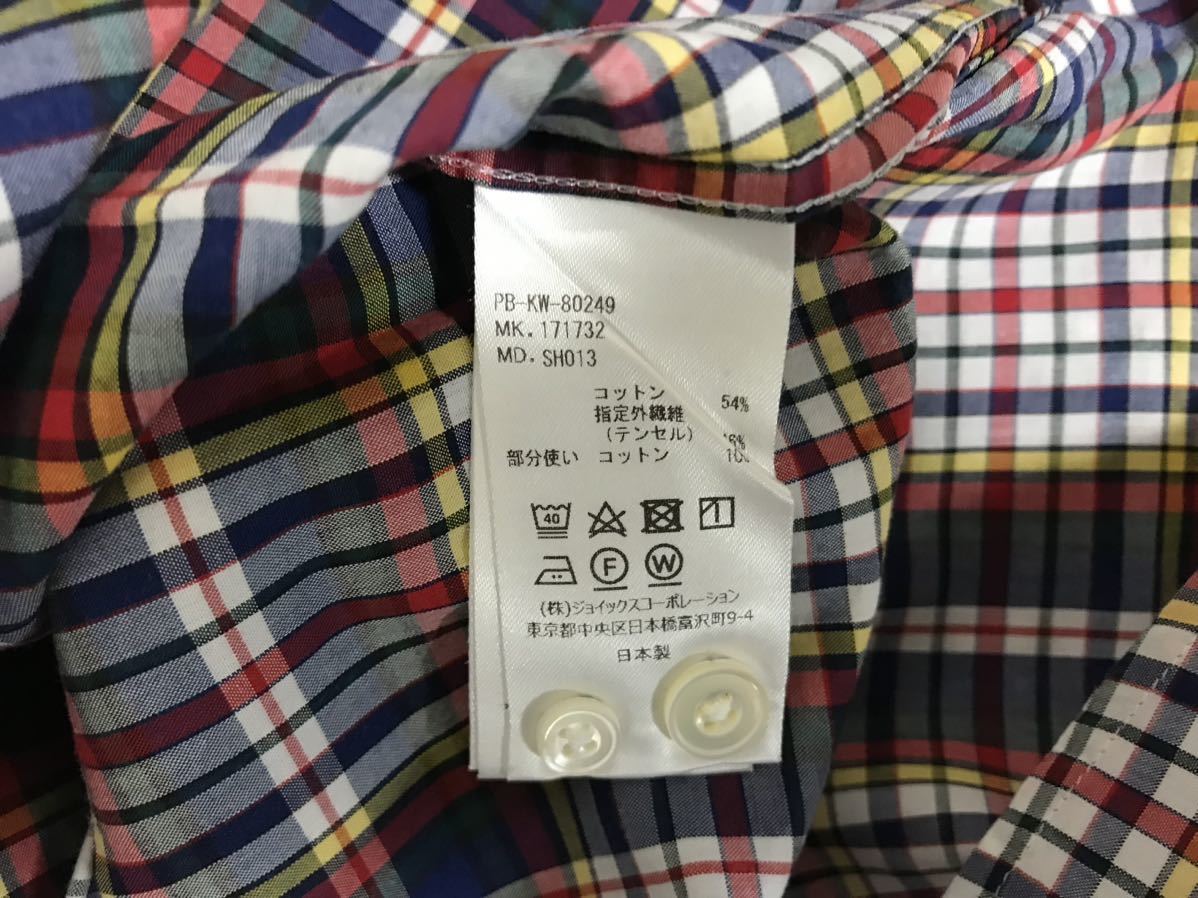 PB-KW-80249
MK. 171732
MD. SH013
コットン 54%
指定外繊維
(テンセル)
部分使い コットン
40
F W
(株)ジョイックスコーポレーション
東京都中央区日本橋富沢町9-4
日本製